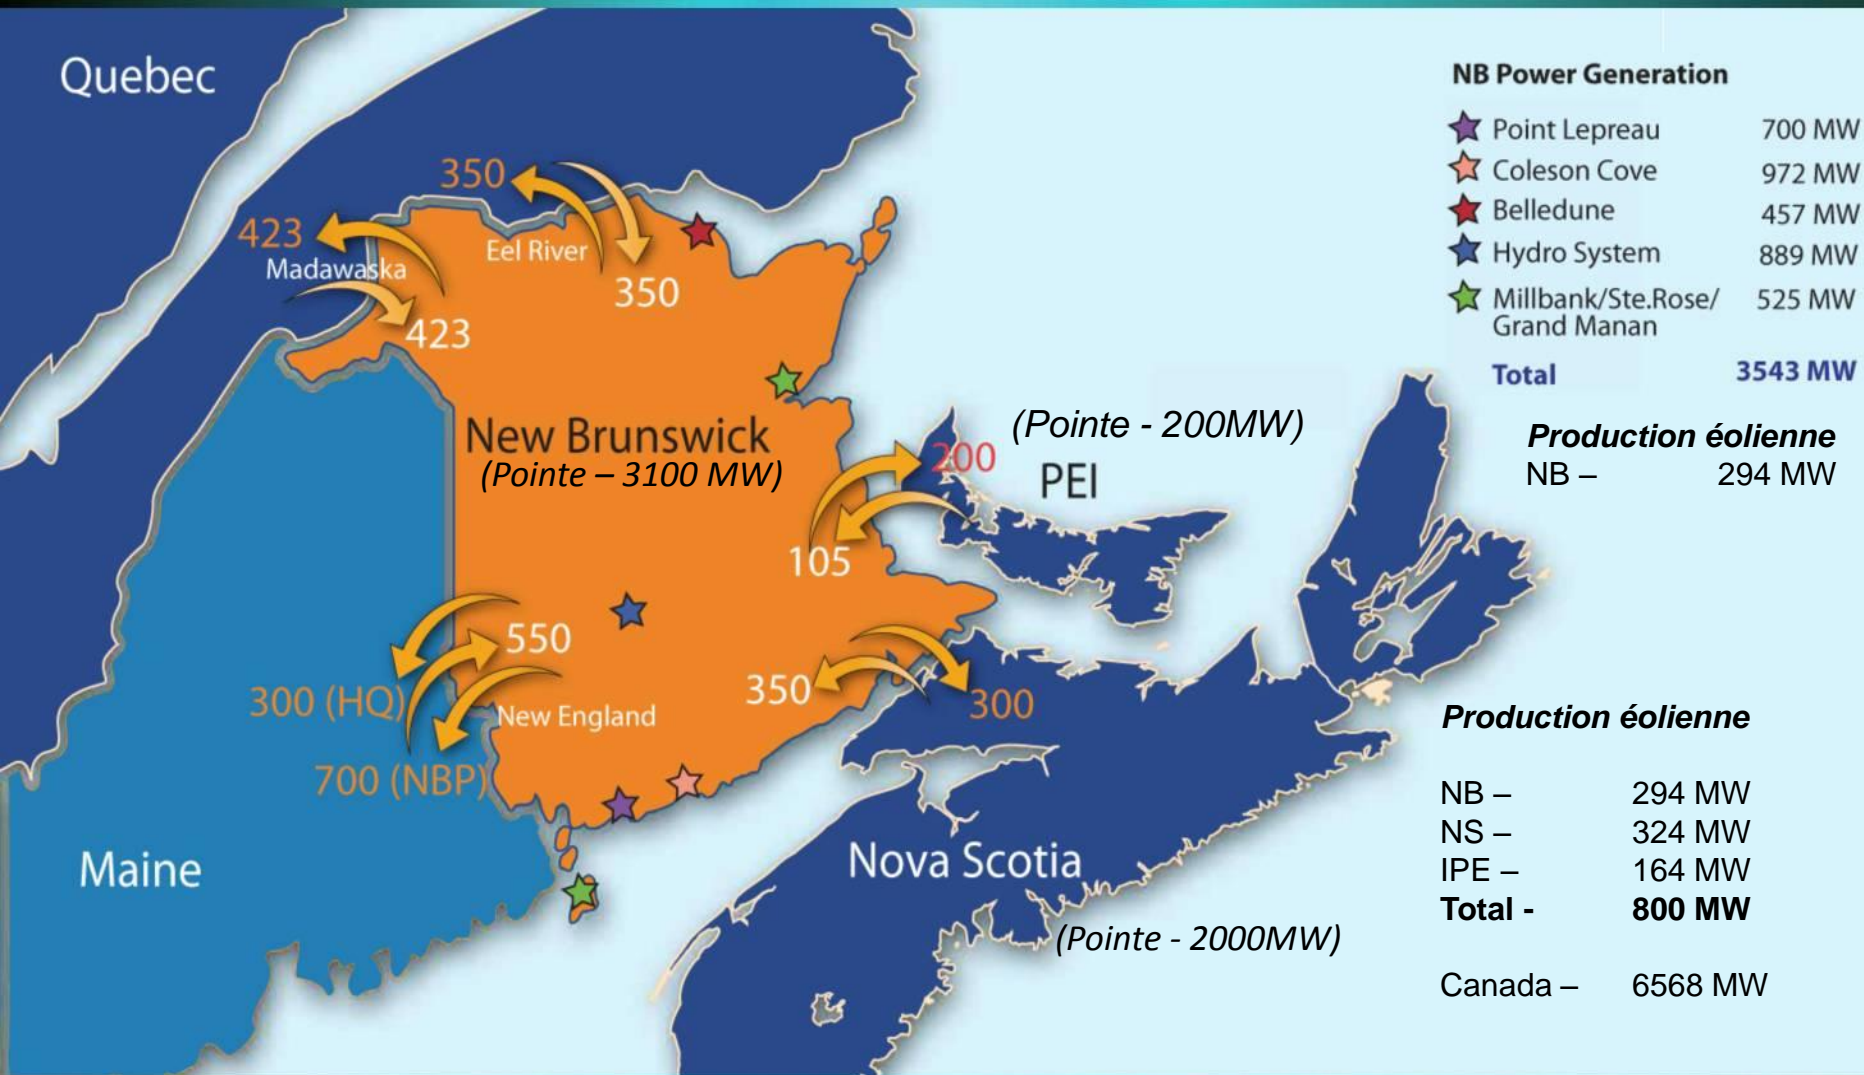 Quebec
350
423
Madawaska
Eel River
350
423
New Brunswick
(Pointe – 3100 MW)
(Pointe - 200MW)
200
PEI
105
550
300 (HQ)
350
300
New England
700 (NBP)
Maine
Nova Scotia
(Pointe - 2000MW)
NB Power Generation
Point Lepreau 700 MW
Coleson Cove 972 MW
Belledune 457 MW
Hydro System 889 MW
Millbank/Ste.Rose/ 525 MW
Grand Manan
Total 3543 MW
Production éolienne
NB – 294 MW
Production éolienne
NB – 294 MW
NS – 324 MW
IPE – 164 MW
Total - 800 MW
Canada – 6568 MW